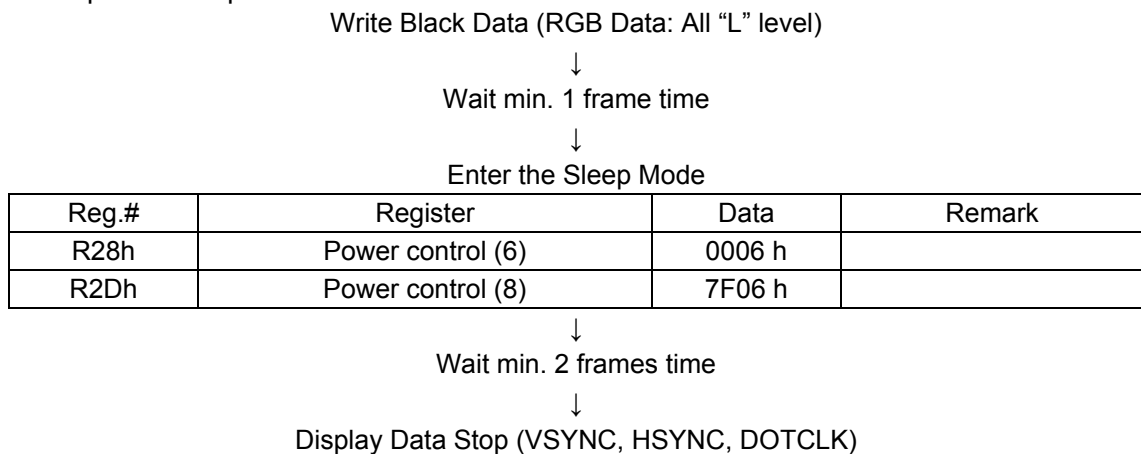 Write Black Data (RGB Data: All “L” level)
↓
Wait min. 1 frame time
↓
Enter the Sleep Mode
Reg.# Register Data Remark
R28h Power control (6) 0006 h
R2Dh Power control (8) 7F06 h
↓
Wait min. 2 frames time
↓
Display Data Stop (VSYNC, HSYNC, DOTCLK)